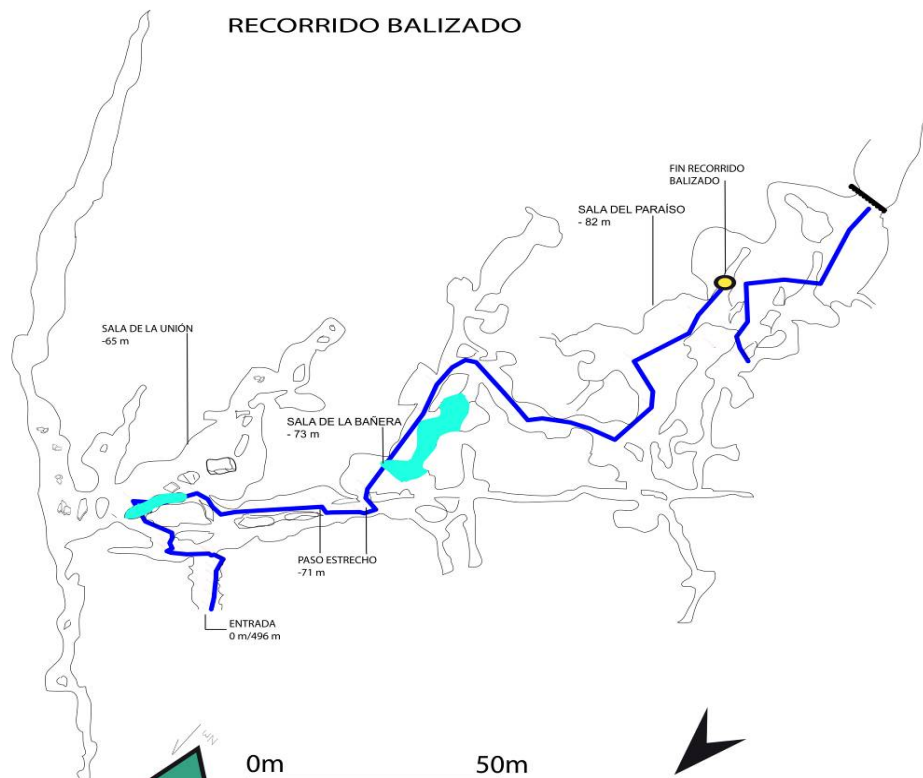 RECORRIDO BALIZADO
FIN RECORRIDO
BALIZADO
SALA DEL PARAÍSO
- 82 m
SALA DE LA UNIÓN
-65 m
SALA DE LA BAÑERA
- 73 m
PASO ESTRECHO
-71 m
ENTRADA
0 m/496 m
0m 50m